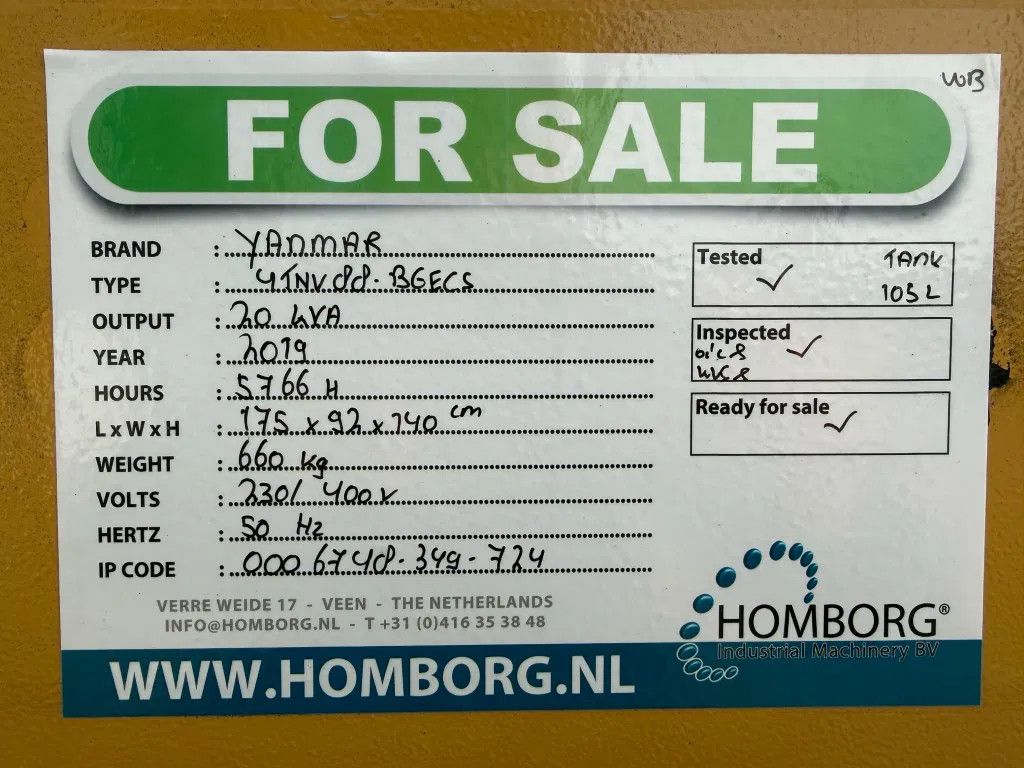 WB
FOR SALE
BRAND : YANMAR
TYPE : 4TNV88-BGECS
OUTPUT : 20 kVA
YEAR : 2019
HOURS : 5766 H
L x W x H : 175 x 92 x 140 cm
WEIGHT : 660 kg
VOLTS : 230/ 400v
HERTZ : 50 Hz
IP CODE : 000 6748-349-724
Tested ✓ TANK
105 L
Inspected ✓
Ready for sale ✓
VERRE WEIDE 17 - VEEN - THE NETHERLANDS
INFO@HOMBORG.NL - T +31 (0)416 35 38 48
WWW.HOMBORG.NL
HOMBORG®
Industrial Machinery BV